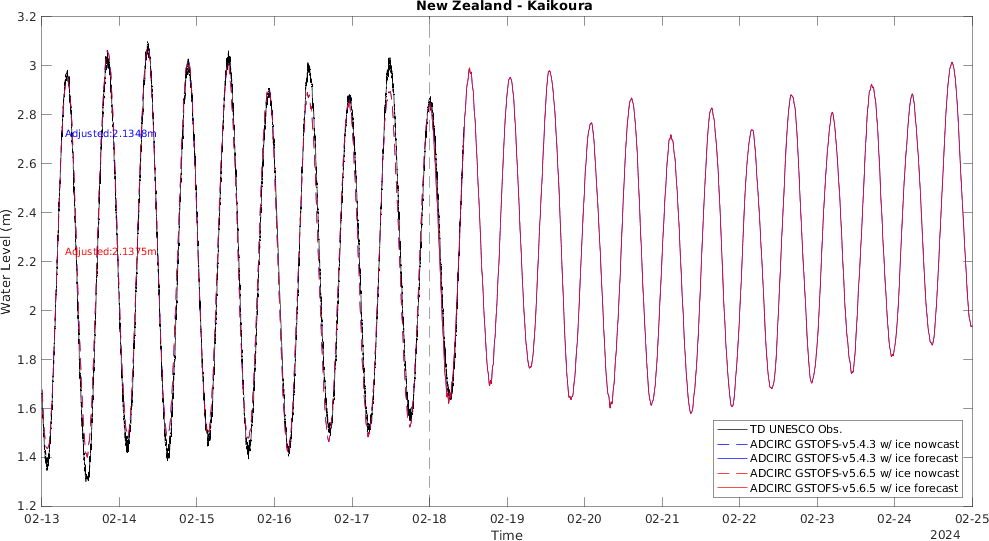 New Zealand - Kaikoura
3.2
3
2.8
2.6
2.4
2.2
2
1.8
1.6
1.4
1.2
Water Level (m)
Adjusted:2.1348m
Adjusted:2.1375m
TD UNESCO Obs.
ADCIRC GSTOFS-v5.4.3 w/ ice nowcast
ADCIRC GSTOFS-v5.4.3 w/ ice forecast
ADCIRC GSTOFS-v5.6.5 w/ ice nowcast
ADCIRC GSTOFS-v5.6.5 w/ ice forecast
02-13 02-14 02-15 02-16 02-17 02-18 02-19 02-20 02-21 02-22 02-23 02-24 02-25
Time
2024